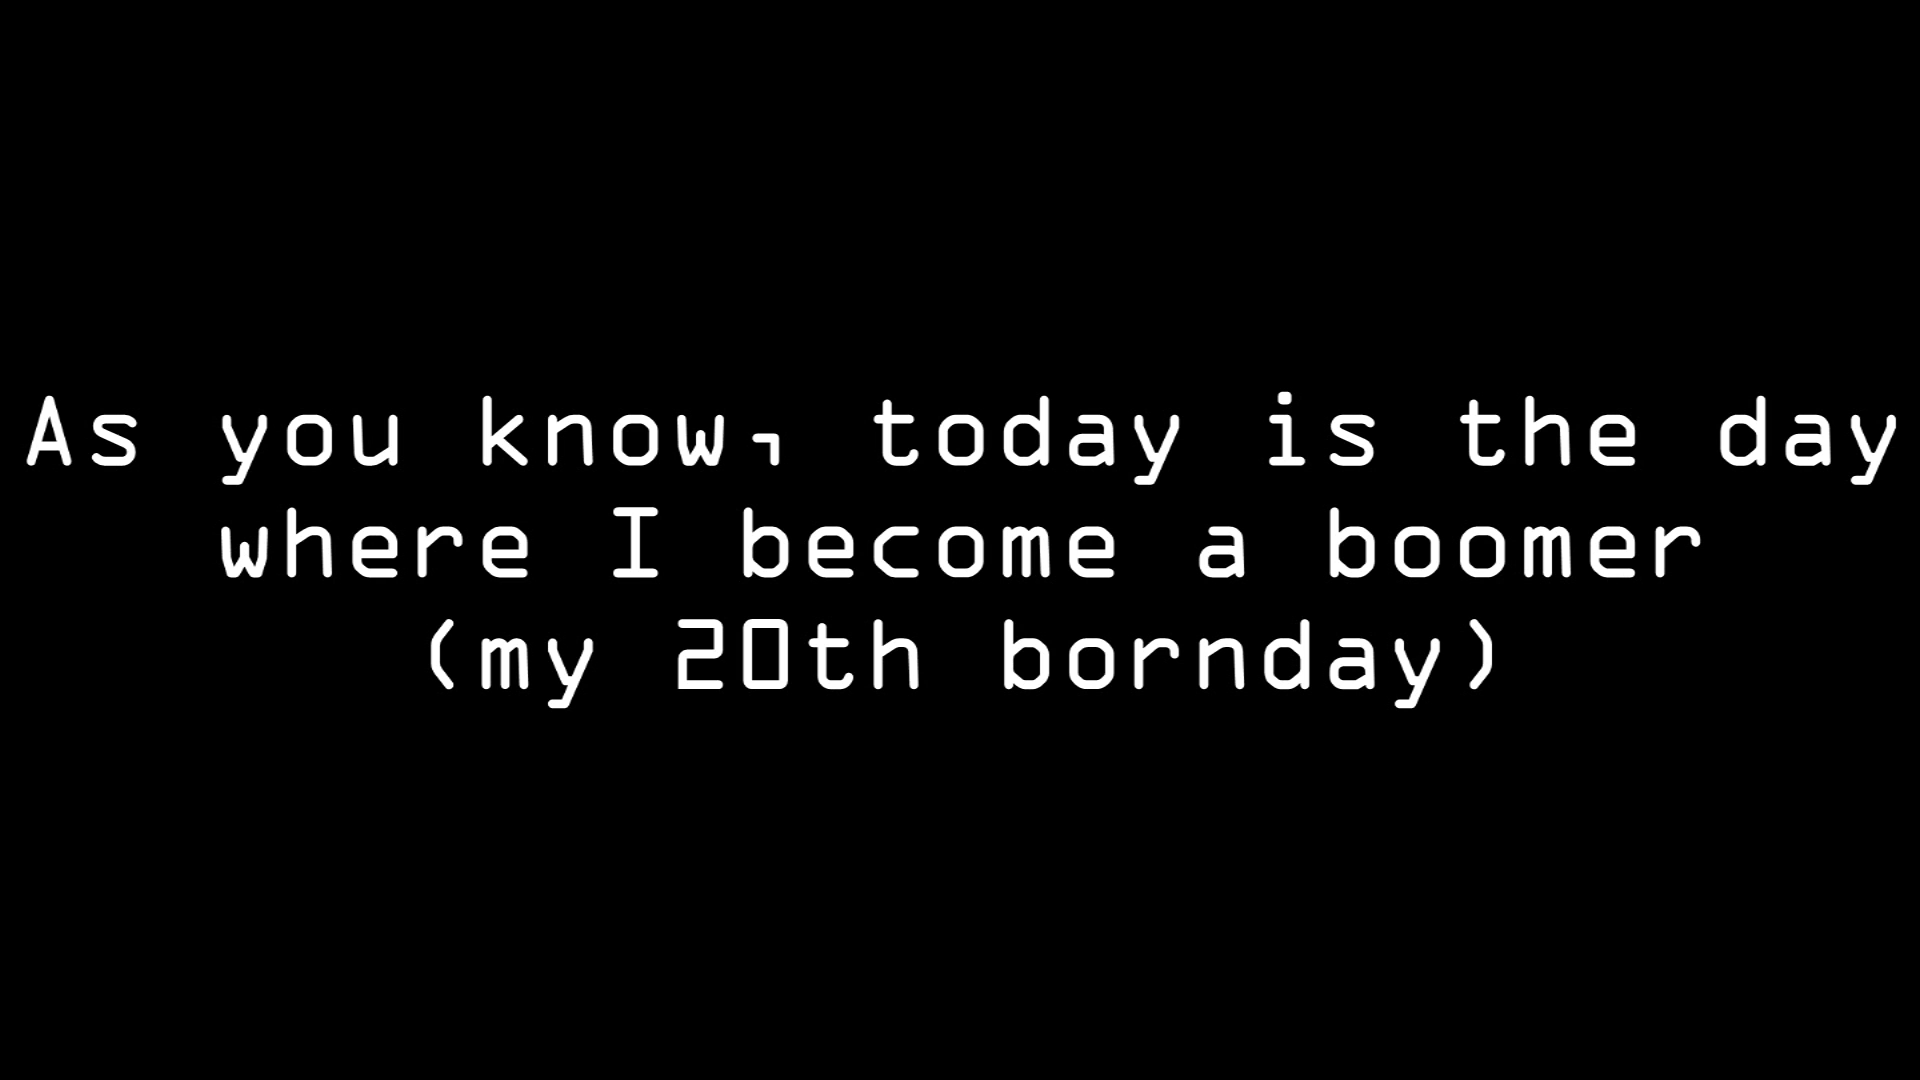 As you know, today is the day
where I become a boomer
(my 20th bornday)